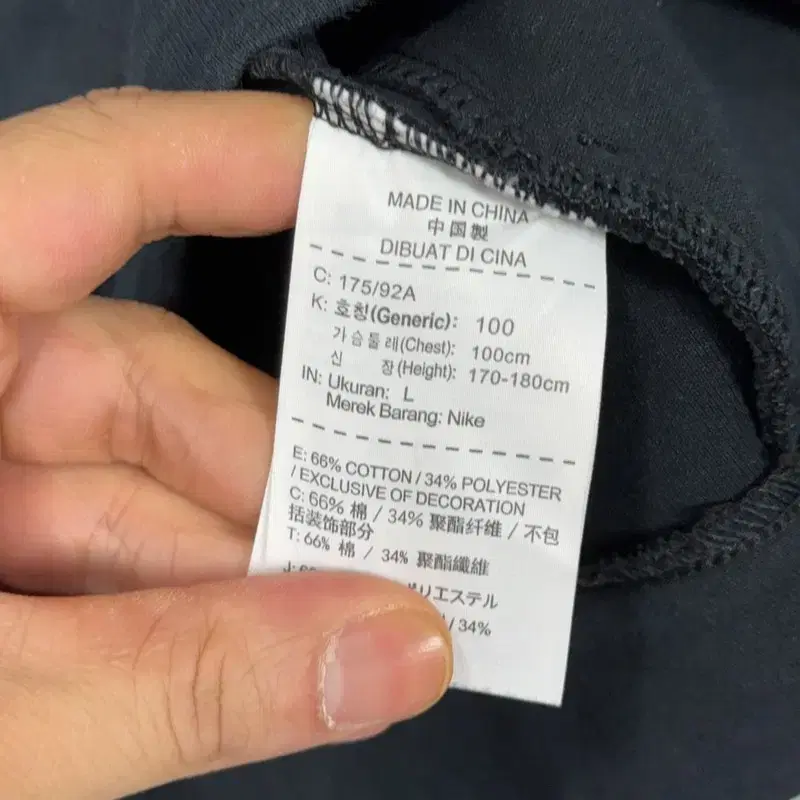 MADE IN CHINA
中国製
DIBUAT DI CINA
C: 175/92A
K: 호칭(Generic): 100
가슴둘레(Chest): 100cm
신 장(Height): 170-180cm
IN: Ukuran: L
Merek Barang: Nike
E: 66% COTTON / 34% POLYESTER
/ EXCLUSIVE OF DECORATION
C: 66% 棉 / 34% 聚酯纤维 / 不包
括装饰部分
T: 66% 棉 / 34% 聚酯纖維
J: リエステル
/ 34%